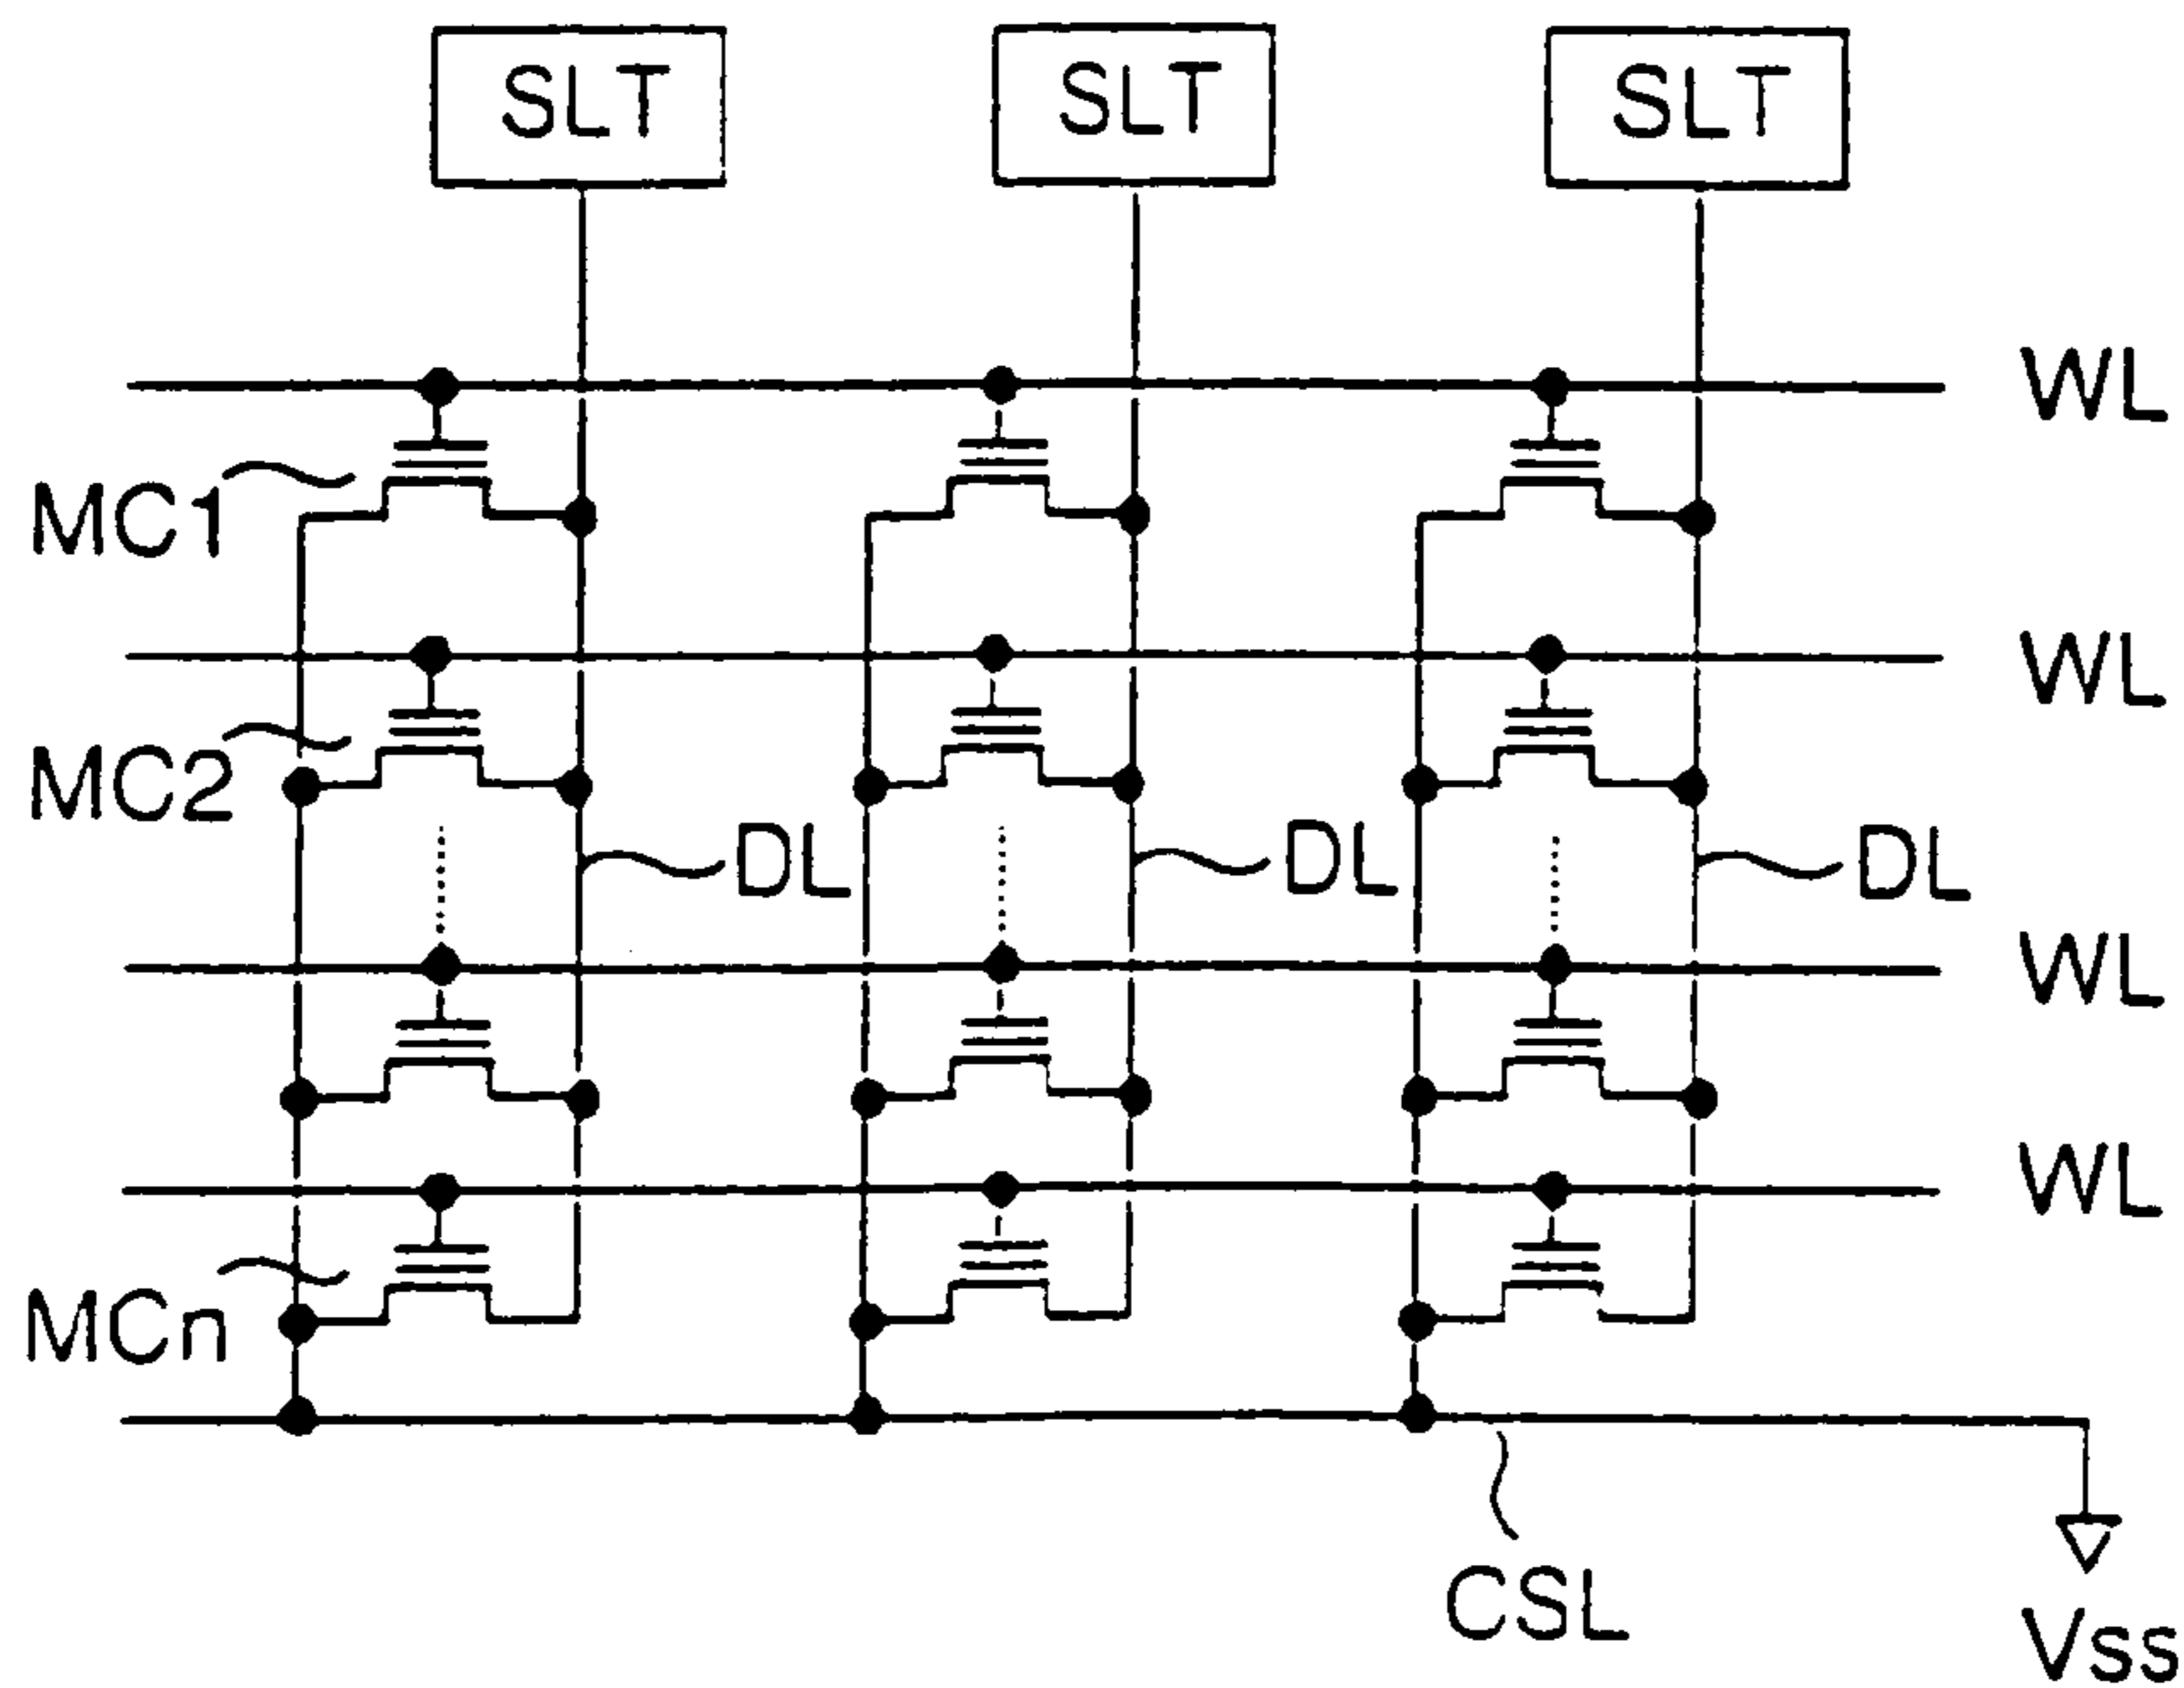 SLT SLT SLT
WL
MC1
WL
MC2
DL DL DL
WL
WL
MCn
CSL
Vss